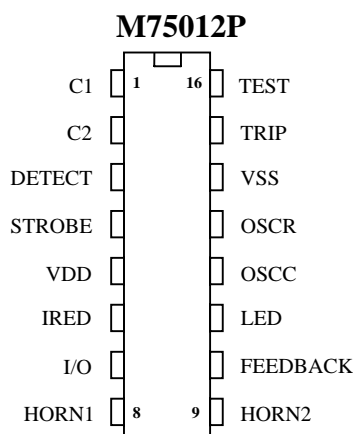 M75012P
C1 1 16 TEST
C2 TRIP
DETECT VSS
STROBE OSCR
VDD OSCC
IRED LED
I/O FEEDBACK
HORN1 8 9 HORN2